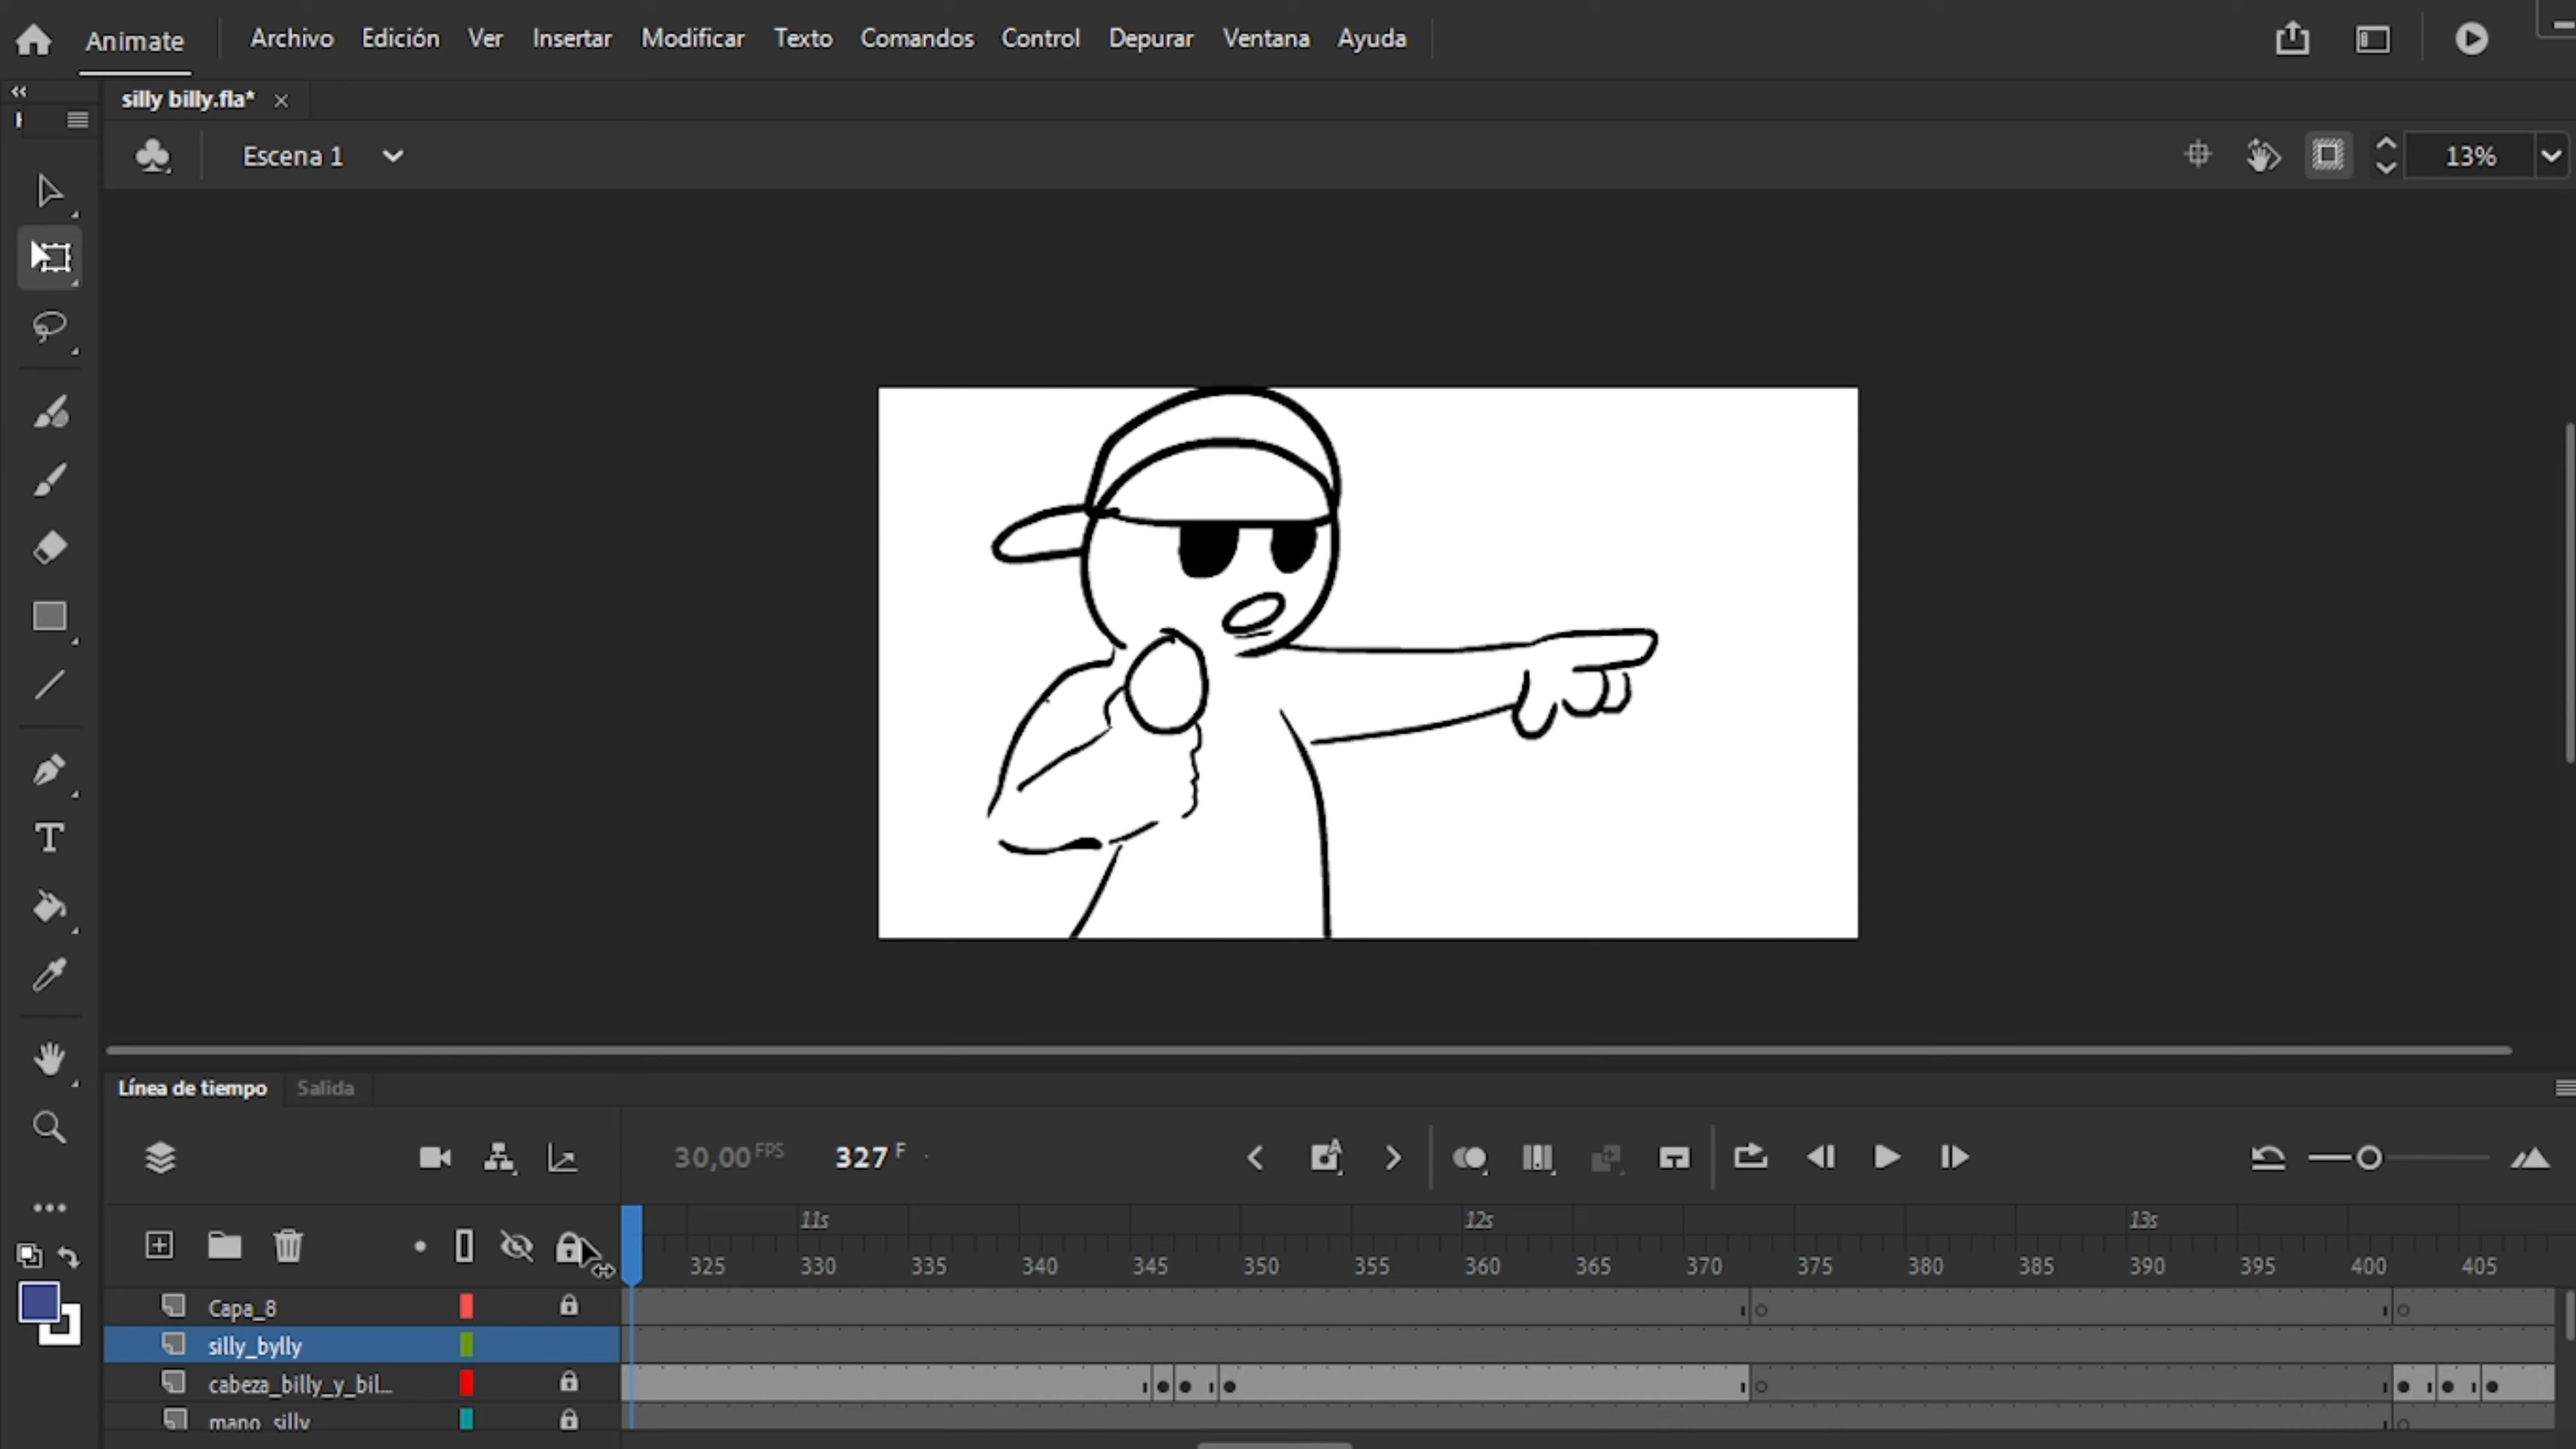 Animate Archivo Edición Ver Insertar Modificar Texto Comandos Control Depurar Ventana Ayuda
silly billy.fla*
Escena 1 13%
Línea de tiempo Salida
30,00 FPS 327 F
11s 12s 13s
325 330 335 340 345 350 355 360 365 370 375 380 385 390 395 400 405
Capa_8
silly_bylly
cabeza_billy_y_bil...
mano_silly